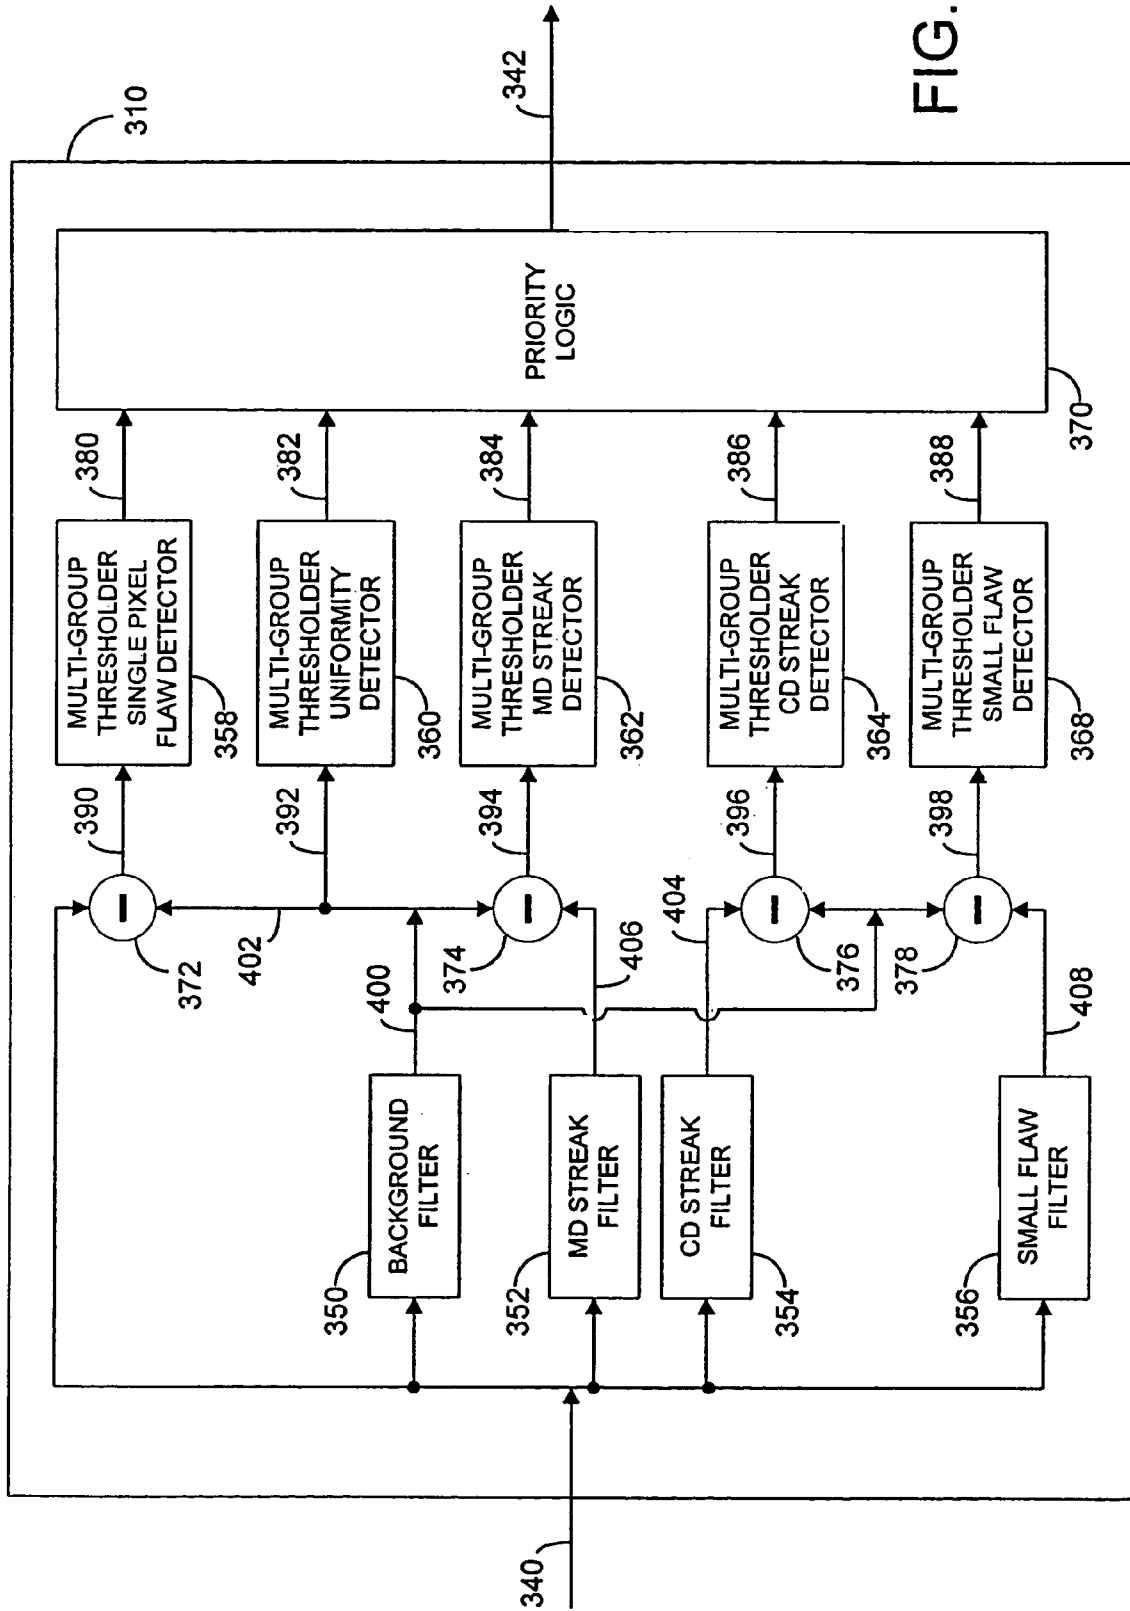 310
342
FIG.
MULTI-GROUP
THRESHOLDER
SINGLE PIXEL
FLAW DETECTOR
358
380
390
372
MULTI-GROUP
THRESHOLDER
UNIFORMITY
DETECTOR
360
382
392
402
MULTI-GROUP
THRESHOLDER
MD STREAK
DETECTOR
362
384
394
374
MULTI-GROUP
THRESHOLDER
CD STREAK
DETECTOR
364
386
396
376
MULTI-GROUP
THRESHOLDER
SMALL FLAW
DETECTOR
368
388
398
378
PRIORITY
LOGIC
370
BACKGROUND
FILTER
350
400
MD STREAK
FILTER
352
406
CD STREAK
FILTER
354
404
SMALL FLAW
FILTER
356
408
340